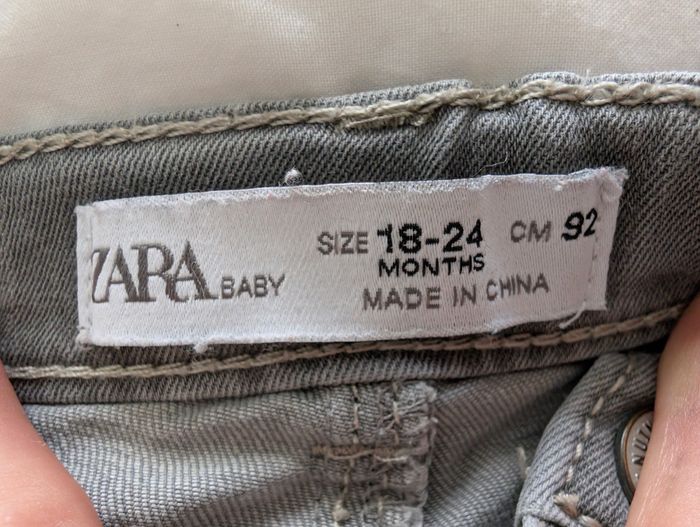 ZARA BABY
SIZE 18-24 CM 92
MONTHS
MADE IN CHINA